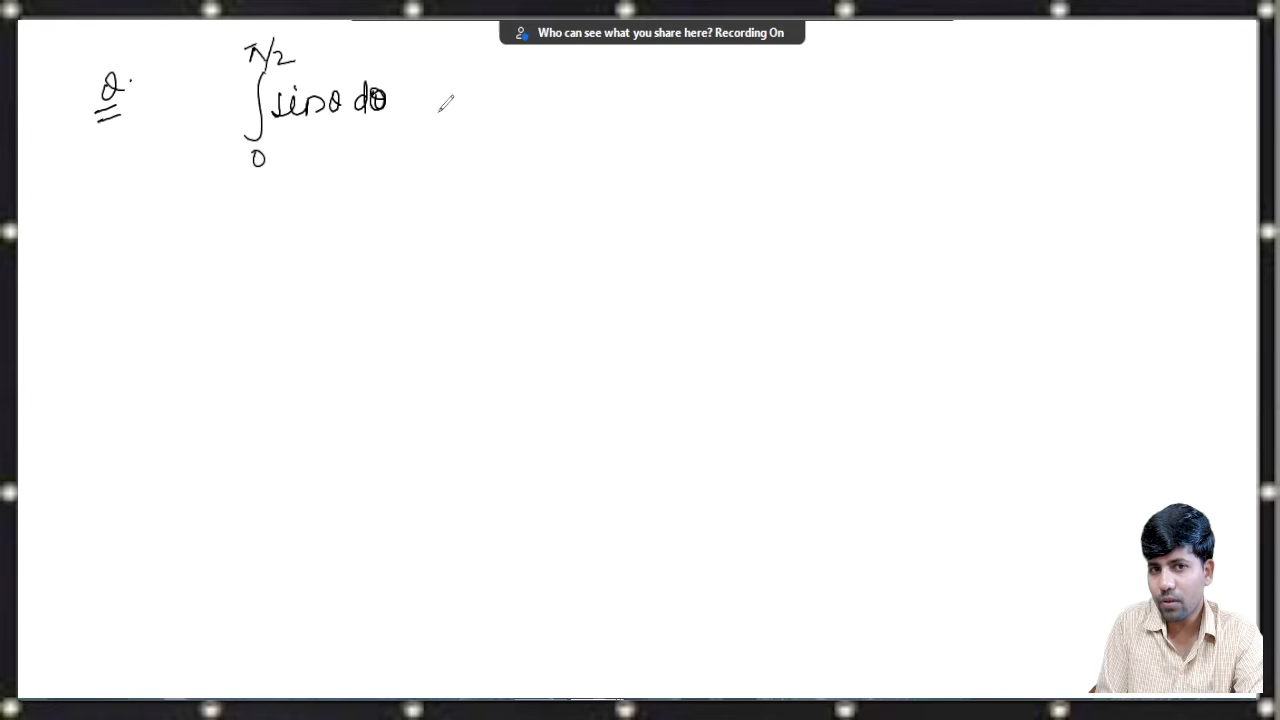 Who can see what you share here? Recording On
Q. ∫₀^π/2 sinθ dθ